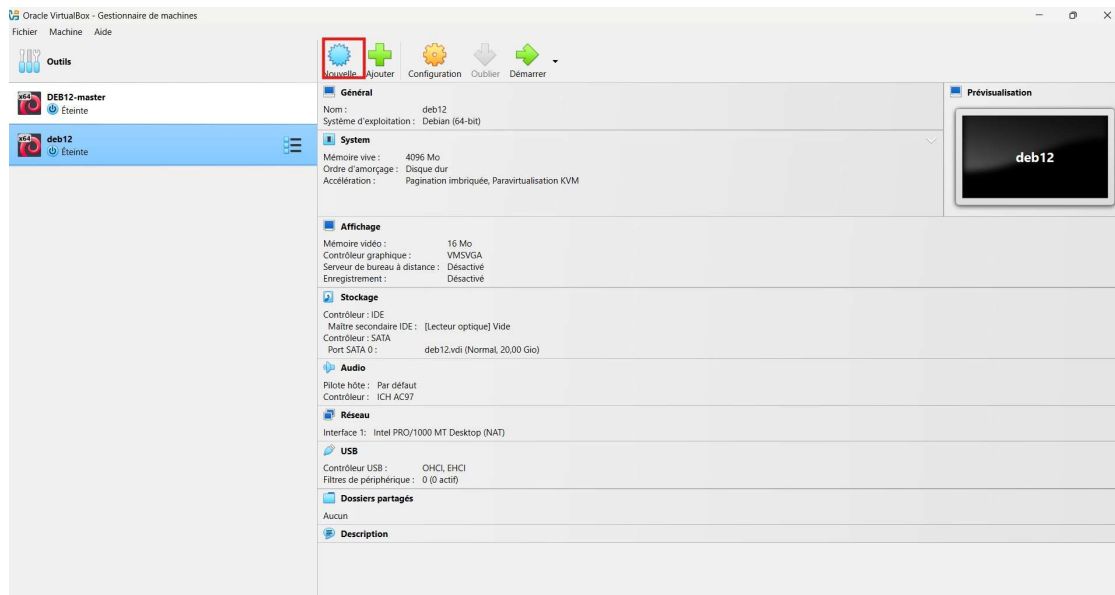 Oracle VirtualBox - Gestionnaire de machines
Fichier Machine Aide
Outils
Nouvelle Ajouter Configuration Oublier Démarrer
x64 DEB12-master
Éteinte
x64 deb12
Éteinte
Général
Nom : deb12
Système d'exploitation : Debian (64-bit)
System
Mémoire vive : 4096 Mo
Ordre d'amorçage : Disque dur
Accélération : Pagination imbriquée, Paravirtualisation KVM
Prévisualisation
deb12
Affichage
Mémoire vidéo : 16 Mo
Contrôleur graphique : VMSVGA
Serveur de bureau à distance : Désactivé
Enregistrement : Désactivé
Stockage
Contrôleur : IDE
Maître secondaire IDE : [Lecteur optique] Vide
Contrôleur : SATA
Port SATA 0 : deb12.vdi (Normal, 20,00 Gio)
Audio
Pilote hôte : Par défaut
Contrôleur : ICH AC97
Réseau
Interface 1: Intel PRO/1000 MT Desktop (NAT)
USB
Contrôleur USB : OHCI, EHCI
Filtres de périphérique : 0 (0 actif)
Dossiers partagés
Aucun
Description